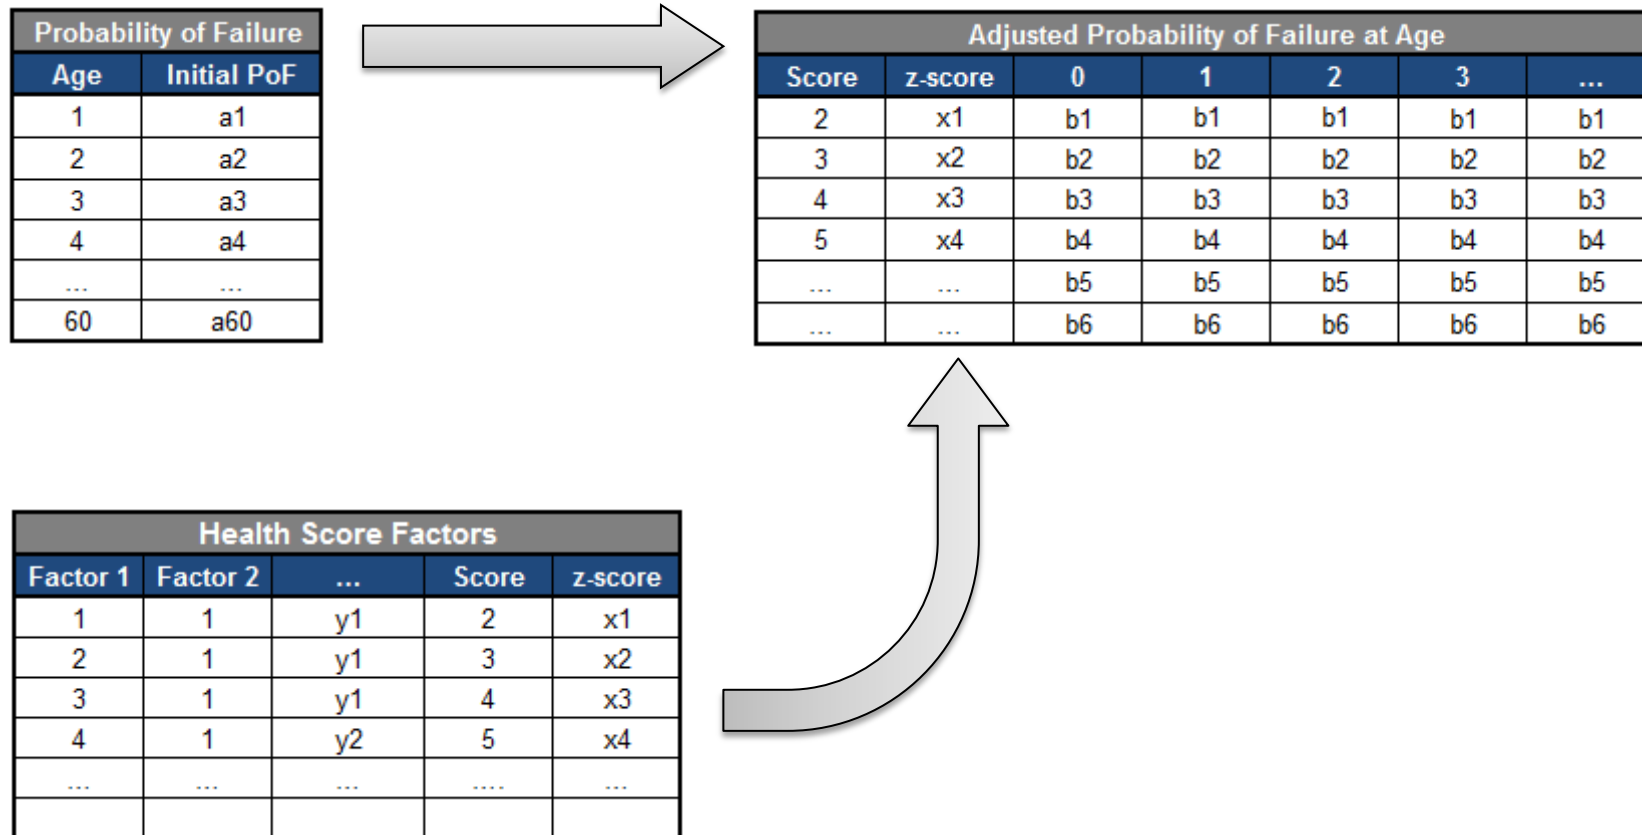 Probability of Failure
Age Initial PoF
1 a1
2 a2
3 a3
4 a4
... ...
60 a60
Adjusted Probability of Failure at Age
Score z-score 0 1 2 3 ...
2 x1 b1 b1 b1 b1 b1
3 x2 b2 b2 b2 b2 b2
4 x3 b3 b3 b3 b3 b3
5 x4 b4 b4 b4 b4 b4
... ... b5 b5 b5 b5 b5
... ... b6 b6 b6 b6 b6
Health Score Factors
Factor 1 Factor 2 ... Score z-score
1 1 y1 2 x1
2 1 y1 3 x2
3 1 y1 4 x3
4 1 y2 5 x4
... ... ... .... ...